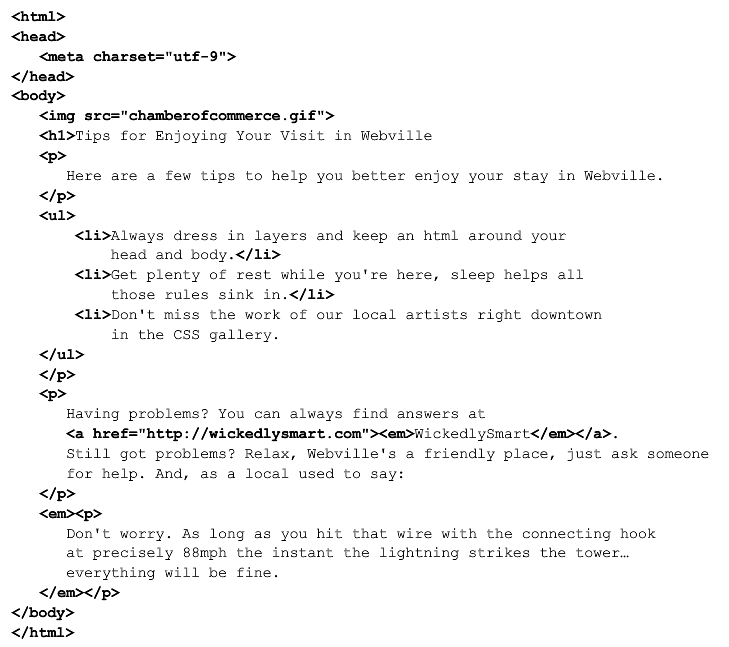 <html>
<head>
<meta charset="utf-9">
</head>
<body>
<img src="chamberofcommerce.gif">
<h1>Tips for Enjoying Your Visit in Webville
<p>
Here are a few tips to help you better enjoy your stay in Webville.
</p>
<ul>
<li>Always dress in layers and keep an html around your
head and body.</li>
<li>Get plenty of rest while you're here, sleep helps all
those rules sink in.</li>
<li>Don't miss the work of our local artists right downtown
in the CSS gallery.
</ul>
</p>
<p>
Having problems? You can always find answers at
<a href="http://wickedlysmart.com"><em>WickedlySmart</em></a>.
Still got problems? Relax, Webville's a friendly place, just ask someone
for help. And, as a local used to say:
</p>
<em><p>
Don't worry. As long as you hit that wire with the connecting hook
at precisely 88mph the instant the lightning strikes the tower…
everything will be fine.
</em></p>
</body>
</html>